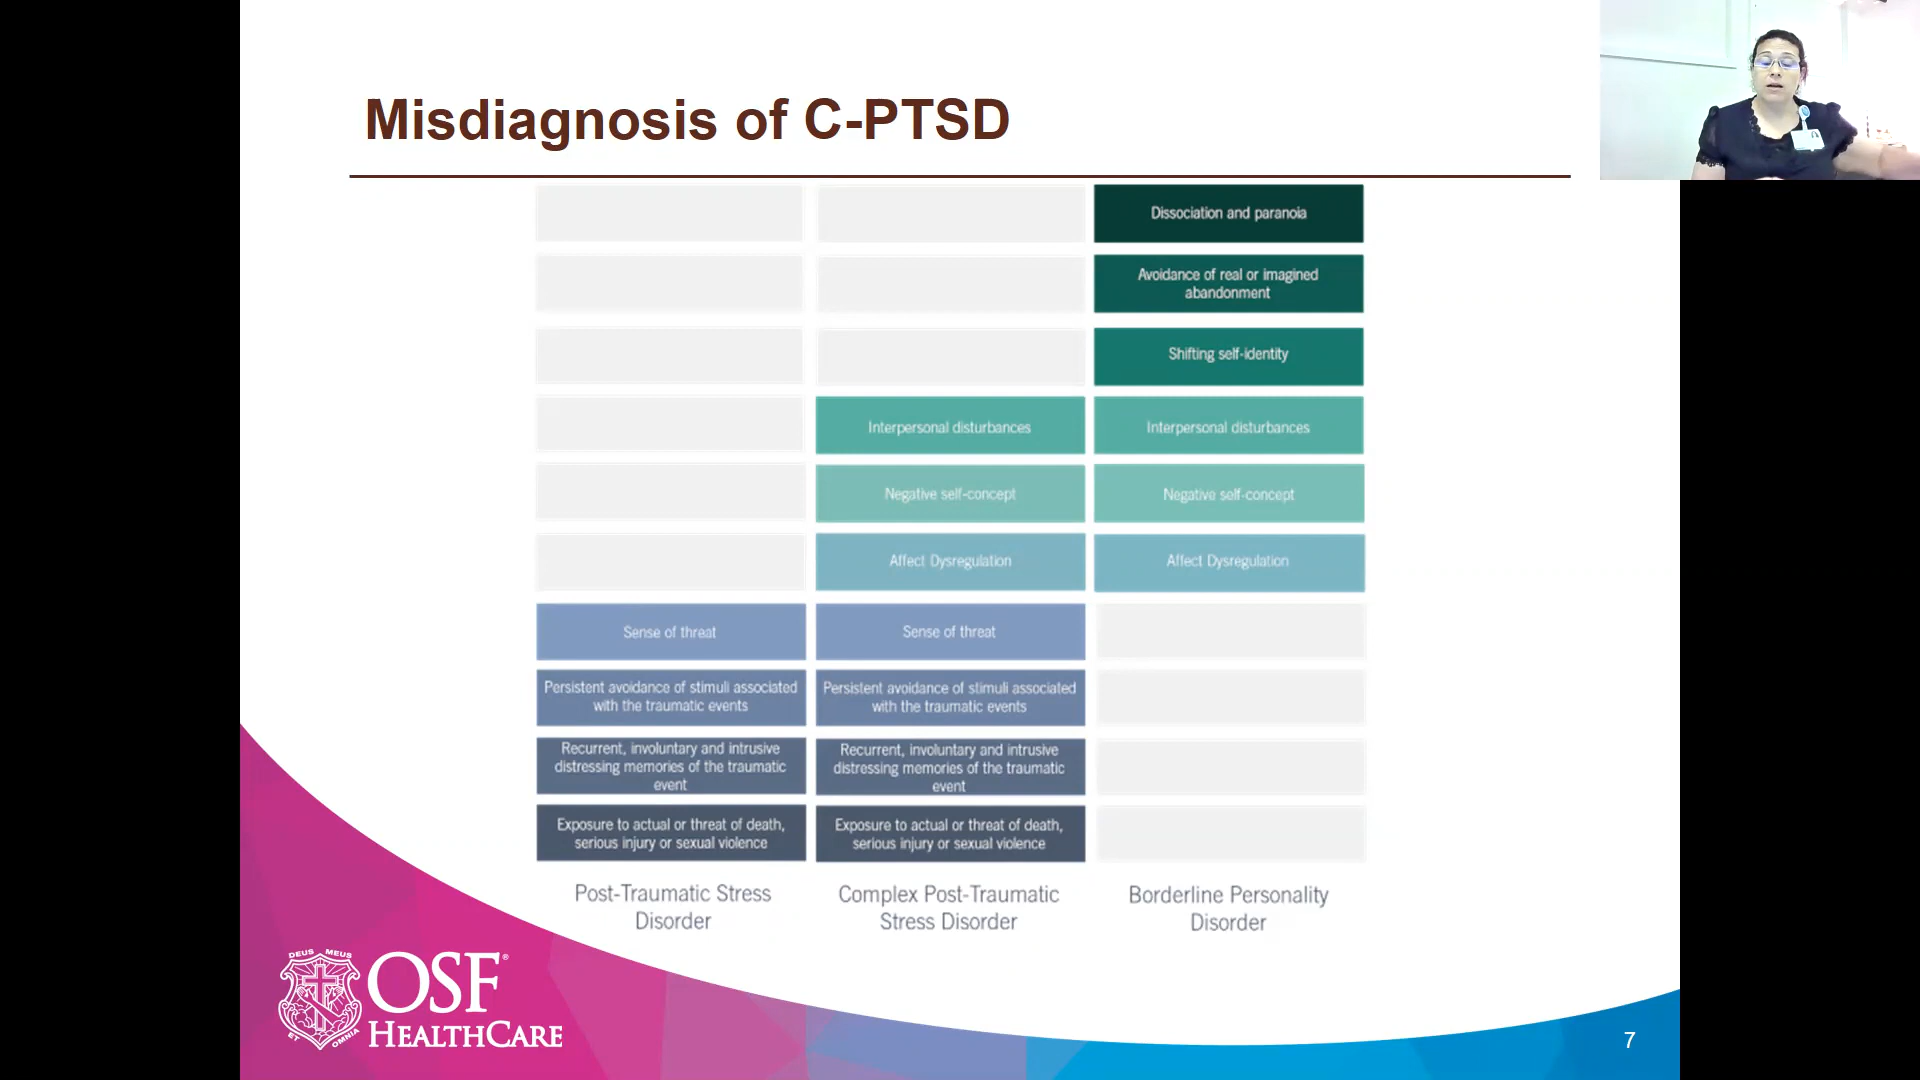 Misdiagnosis of C-PTSD
Dissociation and paranoia
Avoidance of real or imagined
abandonment
Shifting self-identity
Interpersonal disturbances
Interpersonal disturbances
Negative self-concept
Negative self-concept
Affect Dysregulation
Affect Dysregulation
Sense of threat
Sense of threat
Persistent avoidance of stimuli associated
with the traumatic events
Persistent avoidance of stimuli associated
with the traumatic events
Recurrent, involuntary and intrusive
distressing memories of the traumatic
event
Recurrent, involuntary and intrusive
distressing memories of the traumatic
event
Exposure to actual or threat of death,
serious injury or sexual violence
Exposure to actual or threat of death,
serious injury or sexual violence
Post-Traumatic Stress
Disorder
Complex Post-Traumatic
Stress Disorder
Borderline Personality
Disorder
DEUS MEUS
ET OMNIA
OSF®
HEALTHCARE
7